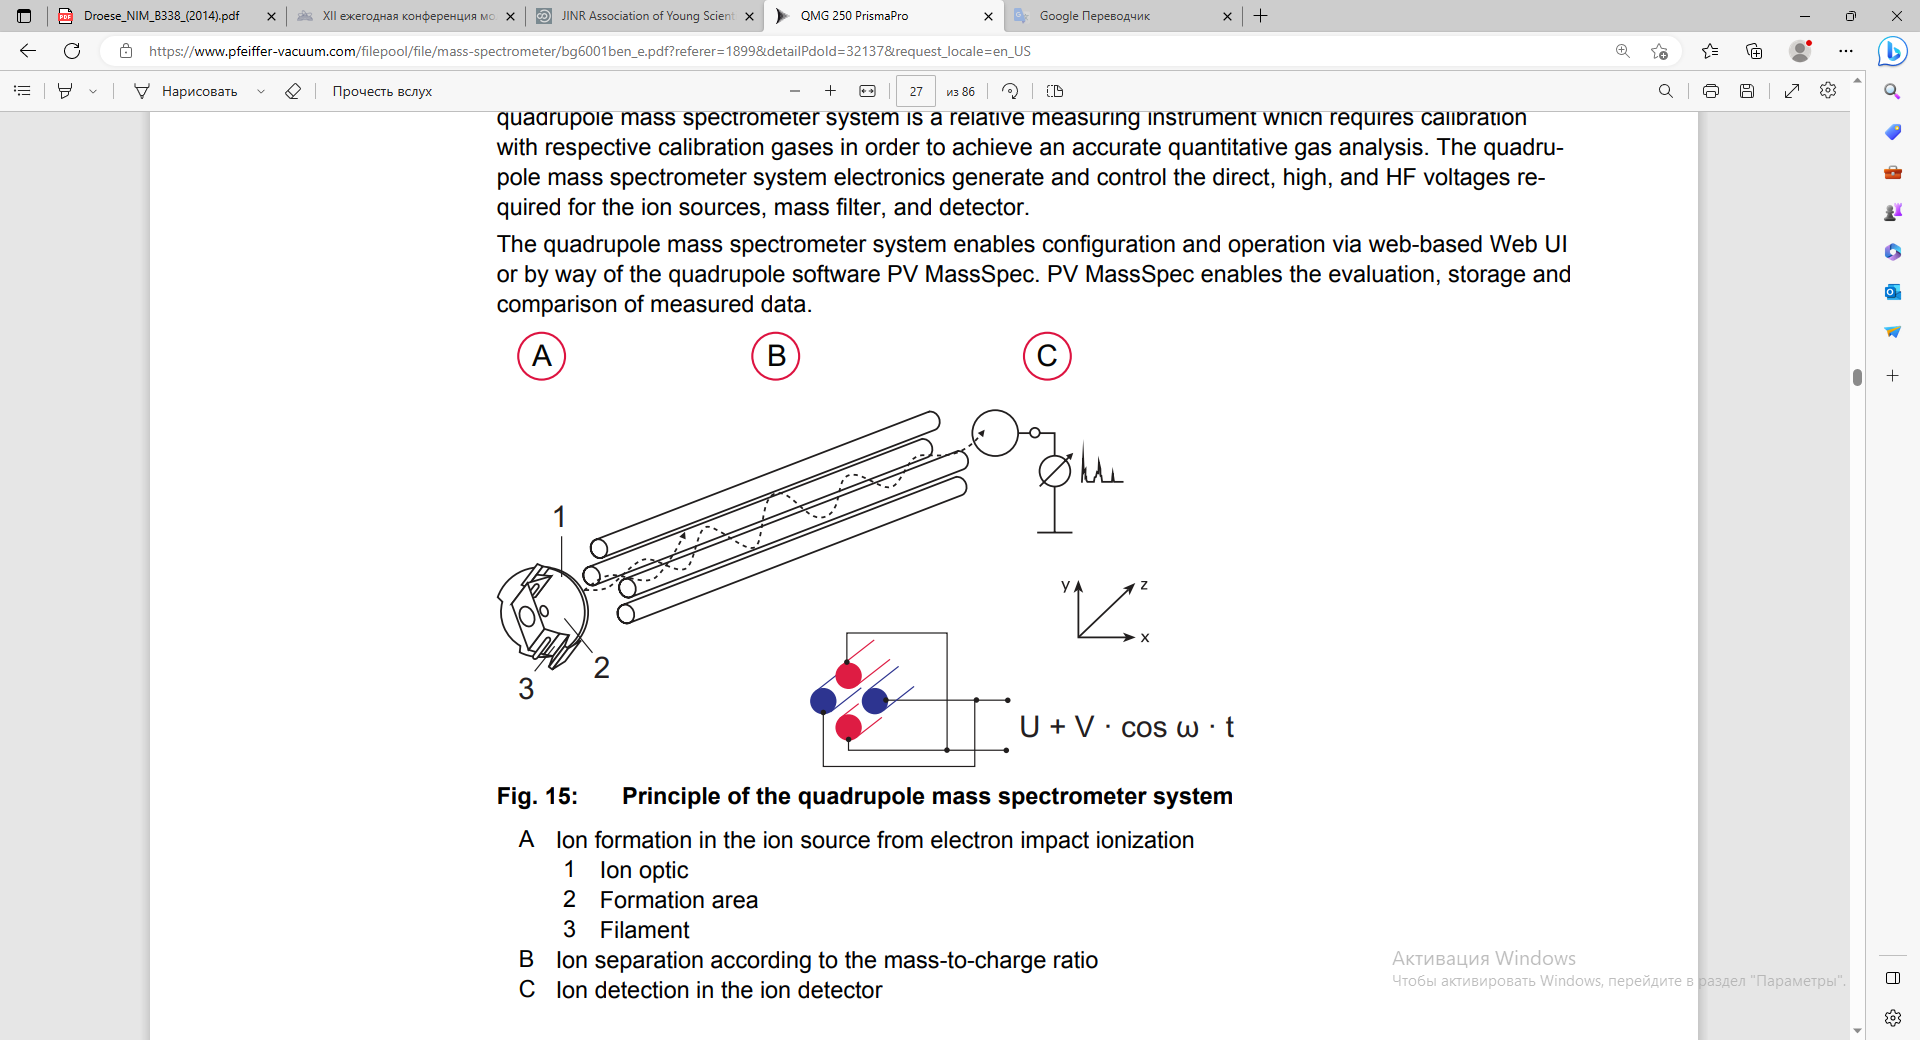 Droese_NIM_B338_(2014).pdf
XII ежегодная конференция мо
JINR Association of Young Scient
QMG 250 PrismaPro
Google Переводчик
https://www.pfeiffer-vacuum.com/filepool/file/mass-spectrometer/bg6001ben_e.pdf?referer=1899&detailPdoId=32137&request_locale=en_US
Нарисовать
Прочесть вслух
27
из 86
quadrupole mass spectrometer system is a relative measuring instrument which requires calibration
with respective calibration gases in order to achieve an accurate quantitative gas analysis. The quadru-
pole mass spectrometer system electronics generate and control the direct, high, and HF voltages re-
quired for the ion sources, mass filter, and detector.
The quadrupole mass spectrometer system enables configuration and operation via web-based Web UI
or by way of the quadrupole software PV MassSpec. PV MassSpec enables the evaluation, storage and
comparison of measured data.
A B C
1
2
3
y
z
x
U + V · cos ω · t
Fig. 15: Principle of the quadrupole mass spectrometer system
A Ion formation in the ion source from electron impact ionization
1 Ion optic
2 Formation area
3 Filament
B Ion separation according to the mass-to-charge ratio
C Ion detection in the ion detector
Активация Windows
Чтобы активировать Windows, перейдите в раздел "Параметры".